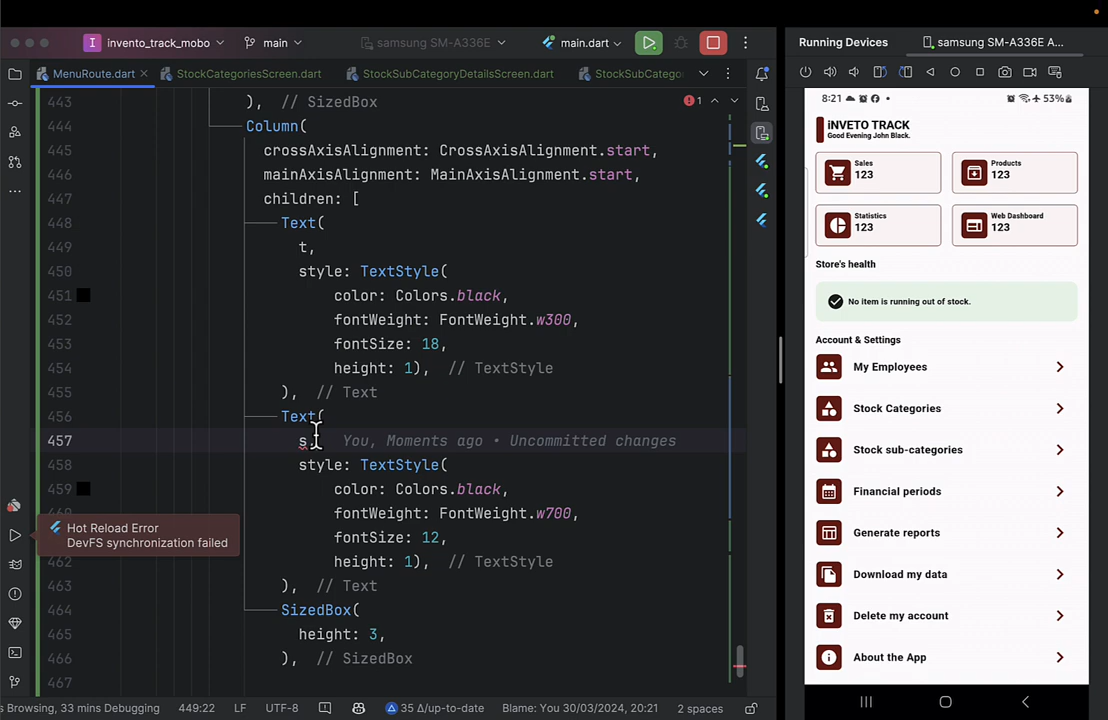 I invento_track_mobo main samsung SM-A336E main.dart
Running Devices samsung SM-A336E A...
MenuRoute.dart StockCategoriesScreen.dart StockSubCategoryDetailsScreen.dart StockSubCatego
443 ), // SizedBox
1
444 Column(
445 crossAxisAlignment: CrossAxisAlignment.start,
446 mainAxisAlignment: MainAxisAlignment.start,
447 children: [
448 Text(
449 t,
450 style: TextStyle(
451 color: Colors.black,
452 fontWeight: FontWeight.w300,
453 fontSize: 18,
454 height: 1), // TextStyle
455 ), // Text
456 Text(
457 s, You, Moments ago • Uncommitted changes
458 style: TextStyle(
459 color: Colors.black,
460 fontWeight: FontWeight.w700,
fontSize: 12,
462 height: 1), // TextStyle
463 ), // Text
464 SizedBox(
465 height: 3,
466 ), // SizedBox
467
Hot Reload Error
DevFS synchronization failed
s Browsing, 33 mins Debugging 449:22 LF UTF-8 35 Δ/up-to-date Blame: You 30/03/2024, 20:21 2 spaces
8:21 53%
iNVETO TRACK
Good Evening John Black.
Sales
123
Products
123
Statistics
123
Web Dashboard
123
Store's health
No item is running out of stock.
Account & Settings
My Employees
Stock Categories
Stock sub-categories
Financial periods
Generate reports
Download my data
Delete my account
About the App